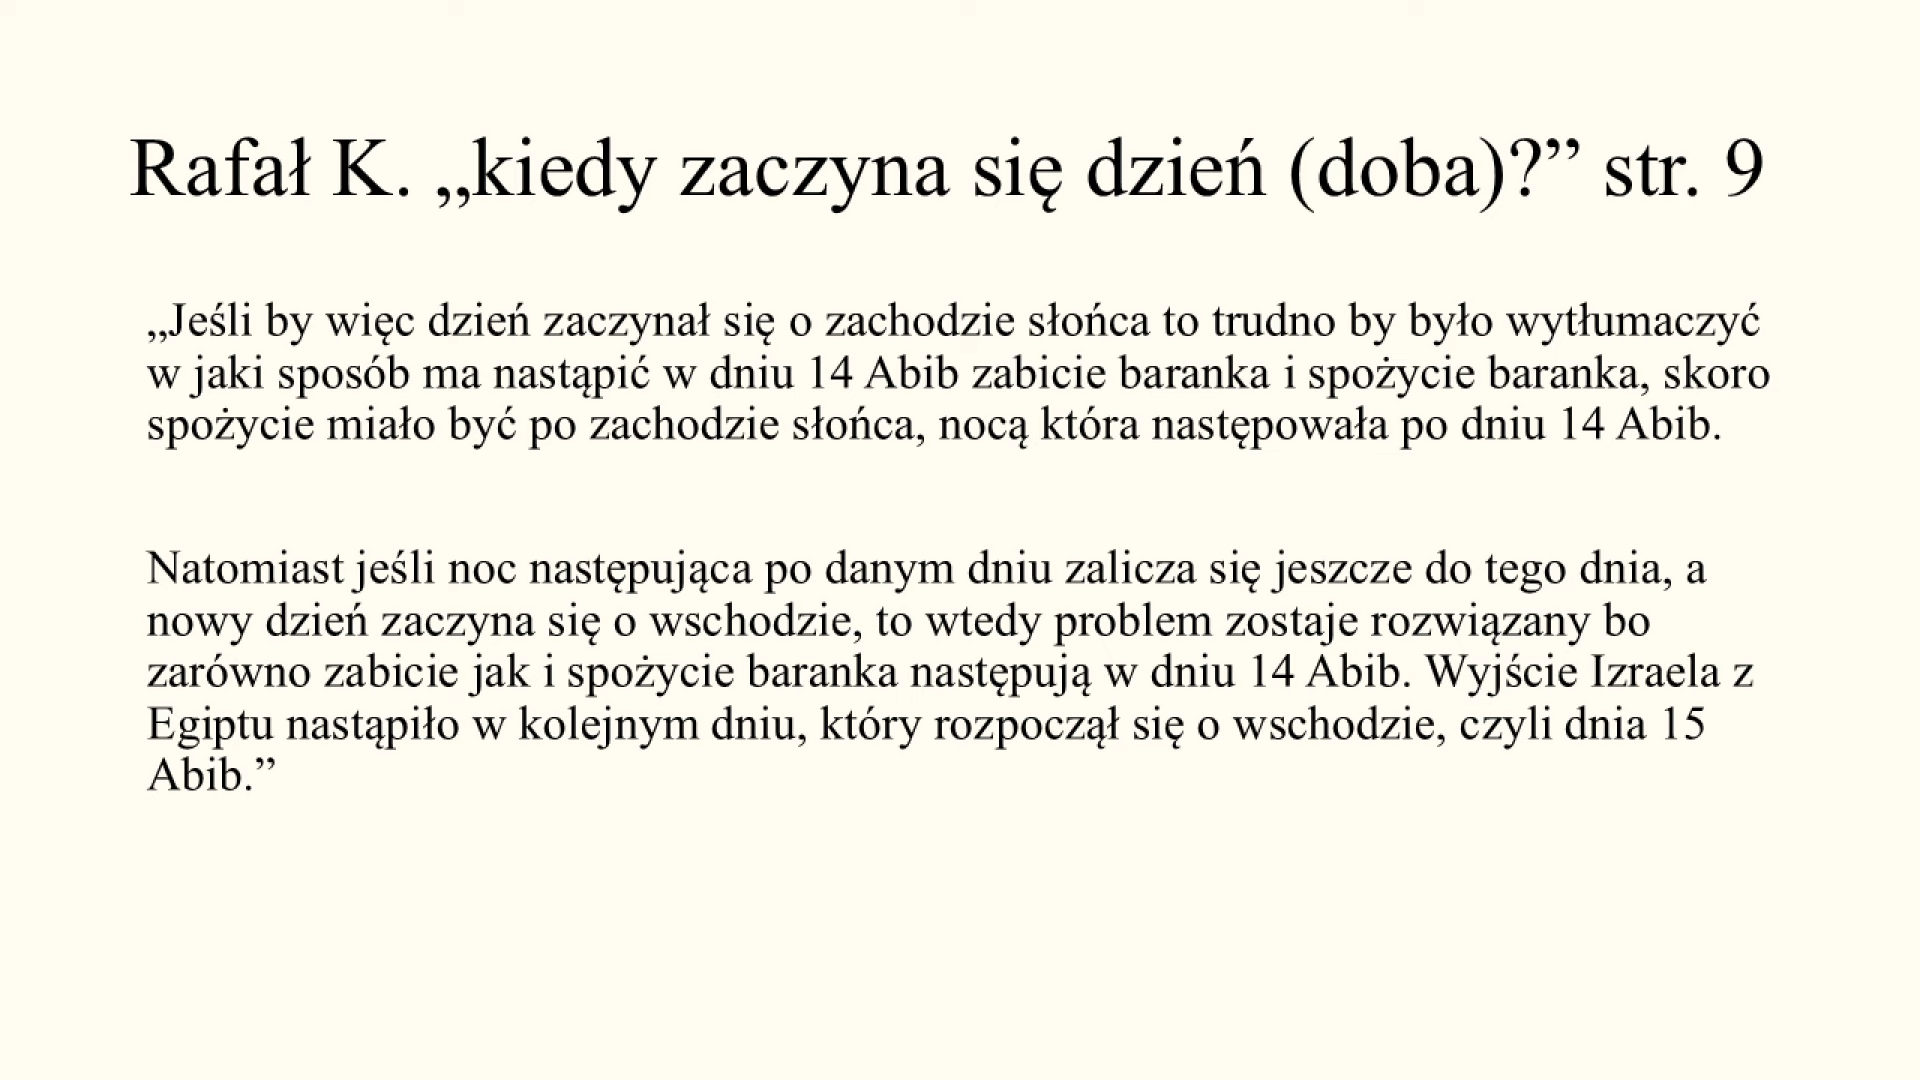 Rafał K. „kiedy zaczyna się dzień (doba)?” str. 9
„Jeśli by więc dzień zaczynał się o zachodzie słońca to trudno by było wytłumaczyć
w jaki sposób ma nastąpić w dniu 14 Abib zabicie baranka i spożycie baranka, skoro
spożycie miało być po zachodzie słońca, nocą która następowała po dniu 14 Abib.
Natomiast jeśli noc następująca po danym dniu zalicza się jeszcze do tego dnia, a
nowy dzień zaczyna się o wschodzie, to wtedy problem zostaje rozwiązany bo
zarówno zabicie jak i spożycie baranka następują w dniu 14 Abib. Wyjście Izraela z
Egiptu nastąpiło w kolejnym dniu, który rozpoczął się o wschodzie, czyli dnia 15
Abib.”